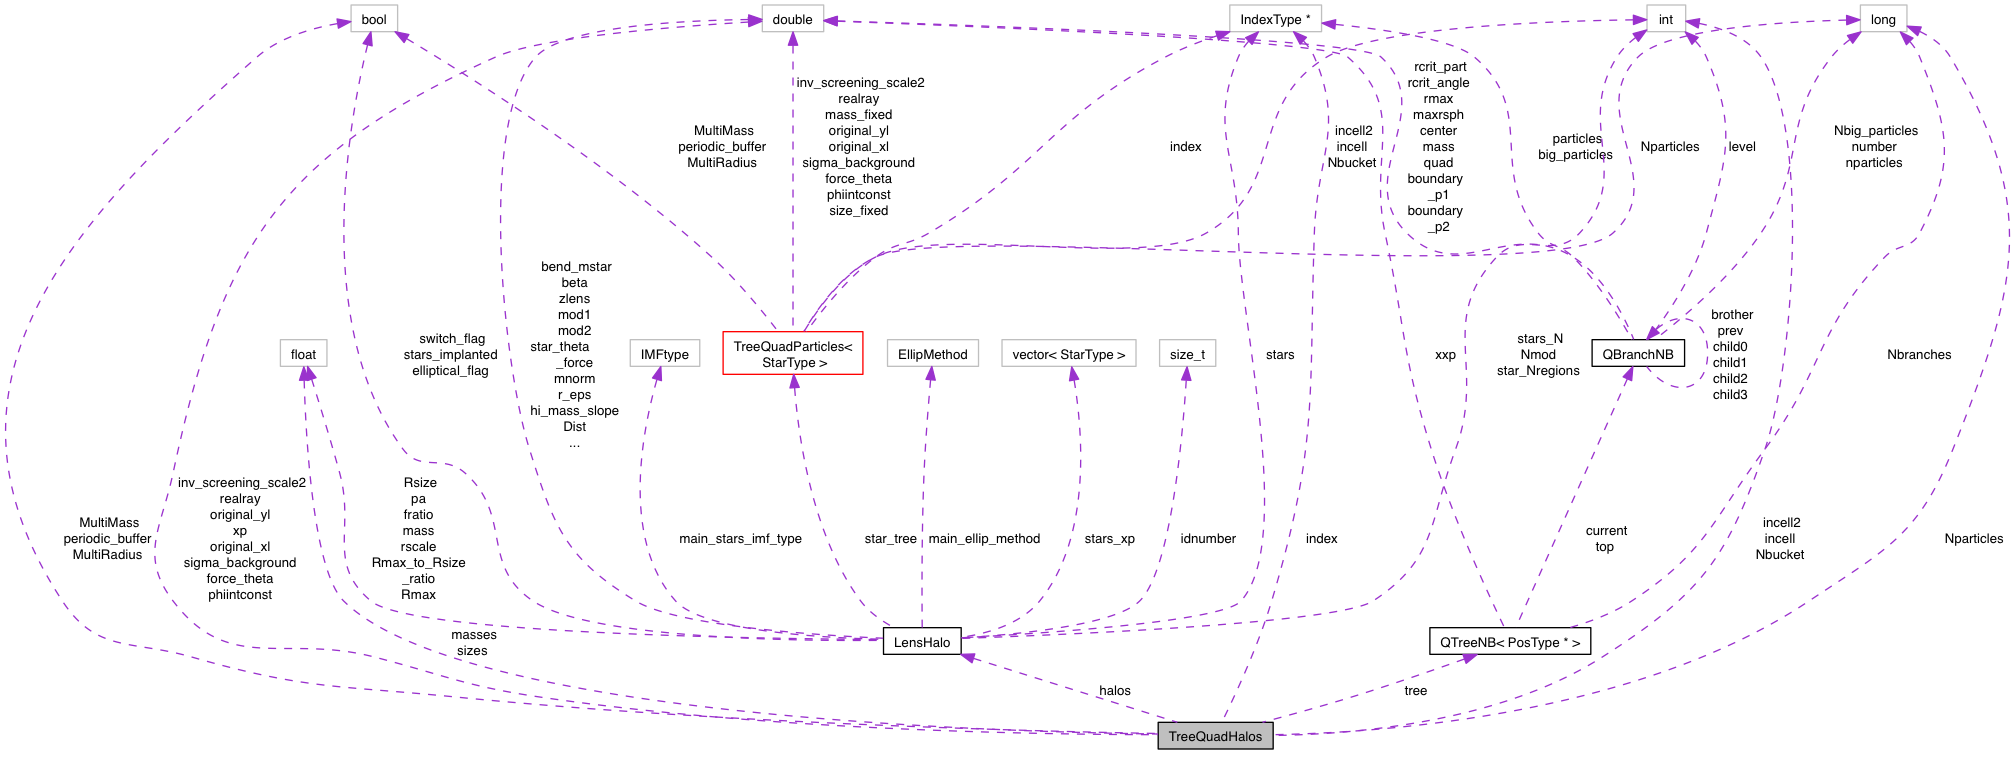 bool
double
IndexType *
int
long
rcrit_part
rcrit_angle
rmax
maxrsph
center
mass
quad
boundary
_p1
boundary
_p2
inv_screening_scale2
realray
mass_fixed
original_yl
original_xl
sigma_background
force_theta
phiintconst
size_fixed
MultiMass
periodic_buffer
MultiRadius
index
incell2
incell
Nbucket
particles
big_particles
Nparticles
level
Nbig_particles
number
nparticles
bend_mstar
beta
zlens
mod1
mod2
star_theta
_force
mnorm
r_eps
hi_mass_slope
Dist
...
switch_flag
stars_implanted
elliptical_flag
float
IMFtype
TreeQuadParticles<
StarType >
EllipMethod
vector< StarType >
size_t
stars
xxp
stars_N
Nmod
star_Nregions
QBranchNB
brother
prev
child0
child1
child2
child3
Nbranches
MultiMass
periodic_buffer
MultiRadius
inv_screening_scale2
realray
original_yl
xp
original_xl
sigma_background
force_theta
phiintconst
Rsize
pa
fratio
mass
rscale
Rmax_to_Rsize
_ratio
Rmax
main_stars_imf_type
star_tree
main_ellip_method
stars_xp
idnumber
index
current
top
incell2
incell
Nbucket
Nparticles
masses
sizes
LensHalo
QTreeNB< PosType * >
halos
tree
TreeQuadHalos